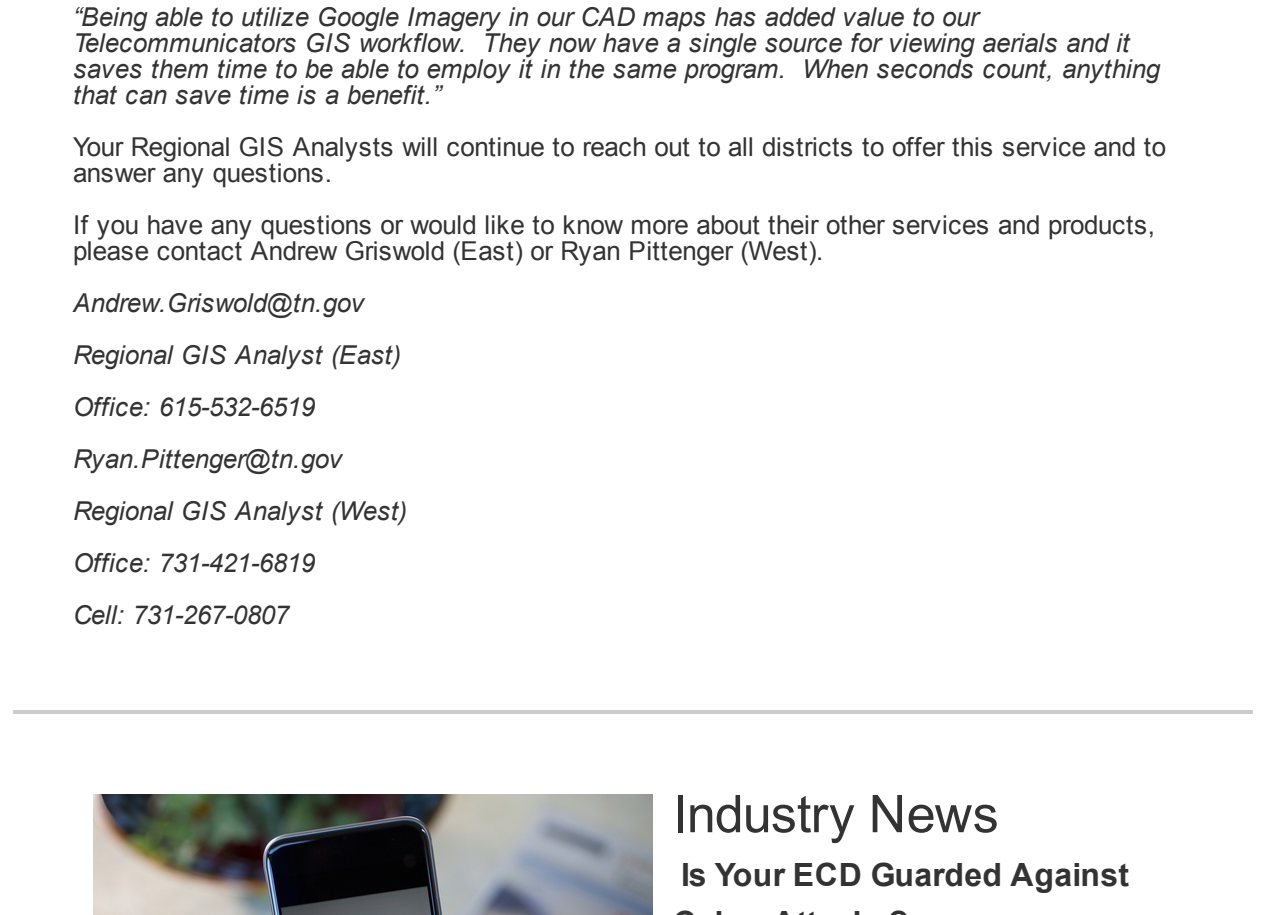 “Being able to utilize Google Imagery in our CAD maps has added value to our
Telecommunicators GIS workflow.  They now have a single source for viewing aerials and it
saves them time to be able to employ it in the same program.  When seconds count, anything
that can save time is a benefit.”
Your Regional GIS Analysts will continue to reach out to all districts to offer this service and to
answer any questions.
If you have any questions or would like to know more about their other services and products,
please contact Andrew Griswold (East) or Ryan Pittenger (West).
Andrew.Griswold@tn.gov
Regional GIS Analyst (East)
Office: 615-532-6519
Ryan.Pittenger@tn.gov
Regional GIS Analyst (West)
Office: 731-421-6819
Cell: 731-267-0807
Industry News
Is Your ECD Guarded Against